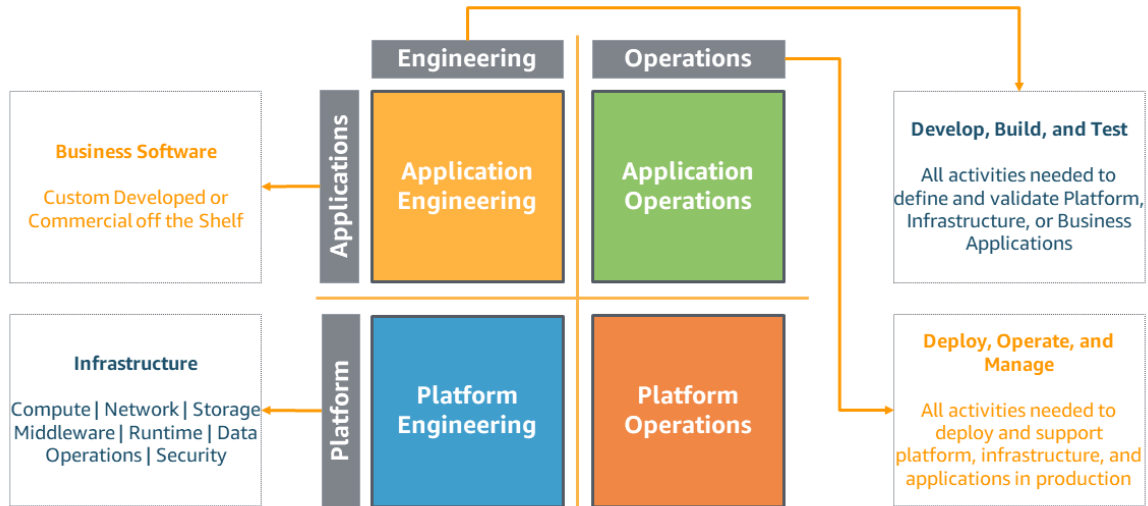 Engineering
Operations
Applications
Business Software
Custom Developed or
Commercial off the Shelf
Application
Engineering
Application
Operations
Develop, Build, and Test
All activities needed to
define and validate Platform,
Infrastructure, or Business
Applications
Platform
Infrastructure
Compute | Network | Storage
Middleware | Runtime | Data
Operations | Security
Platform
Engineering
Platform
Operations
Deploy, Operate, and
Manage
All activities needed to
deploy and support
platform, infrastructure, and
applications in production